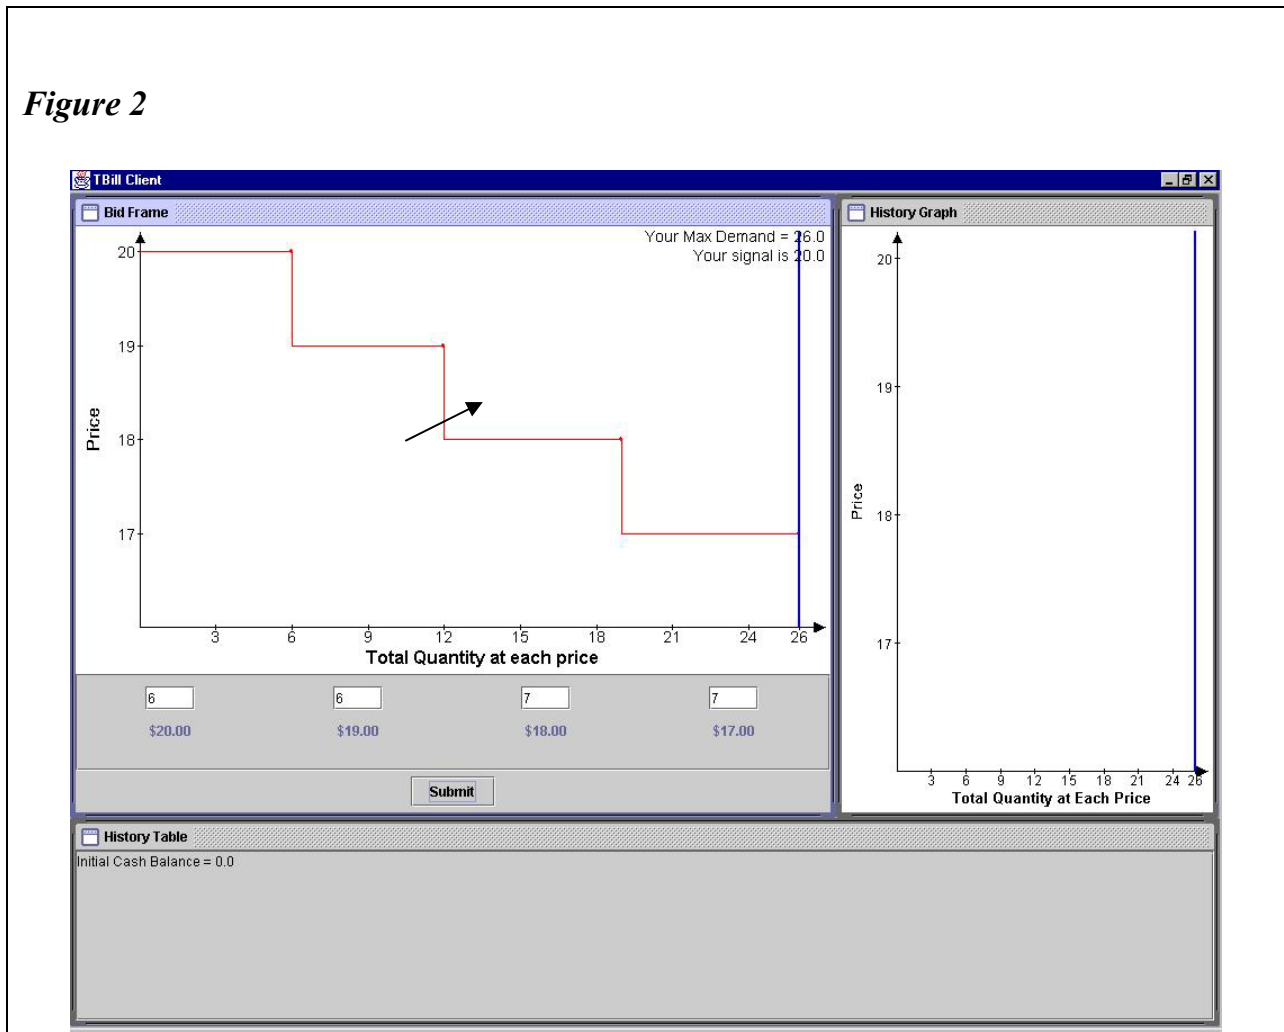 Figure 2
TBill Client
Bid Frame
Your Max Demand = 26.0
Your signal is 20.0
20
19
18
17
Price
3 6 9 12 15 18 21 24 26
Total Quantity at each price
6 6 7 7
$20.00 $19.00 $18.00 $17.00
Submit
History Graph
20
19
18
17
Price
3 6 9 12 15 18 21 24 26
Total Quantity at Each Price
History Table
Initial Cash Balance = 0.0